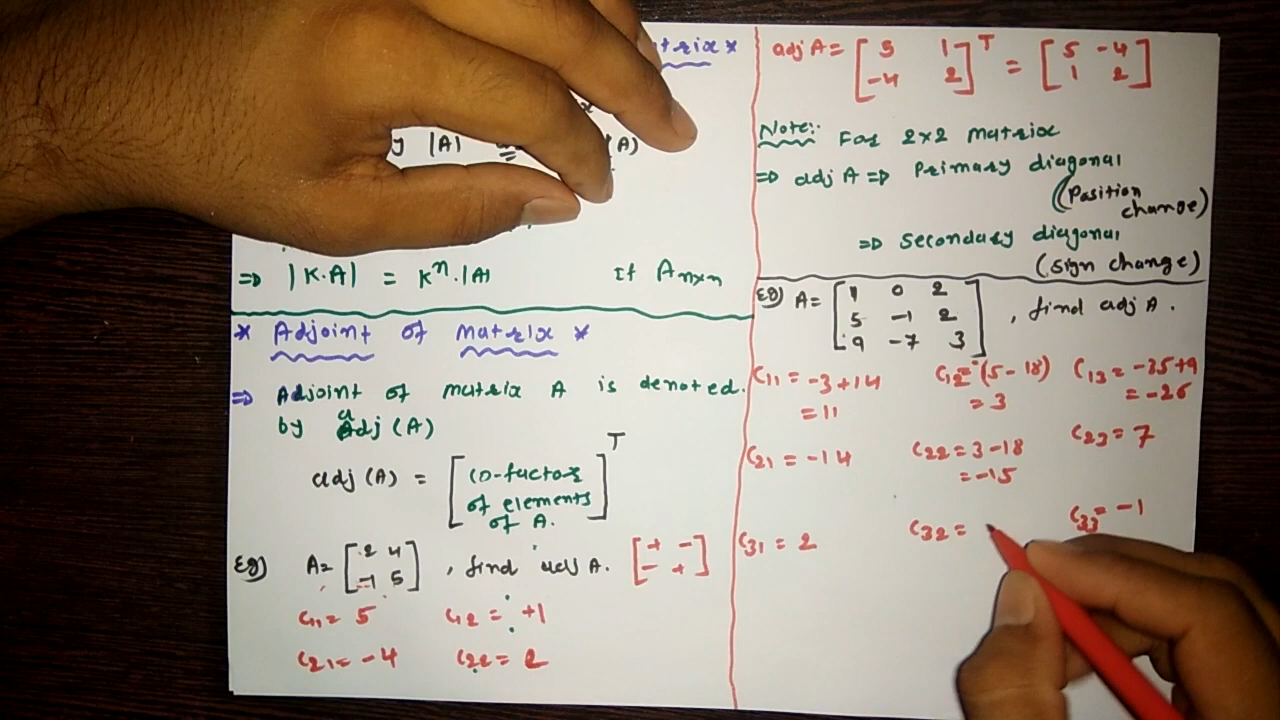 *
|A|
(A)
=> |K.A| = Kⁿ.|A| If Anxn
* Adjoint of matrix *
=> Adjoint of matrix A is denoted.
by adj (A)
adj (A) = [co-factors of elements of A.]ᵀ
Eg) A= [2 4 -1 5] , find adj A. [+ - - +]
C11= 5 C12 = +1
C21= -4 C22= 2
adj A= [5 1 -4 2]ᵀ = [5 -4 1 2]
Note:- For 2x2 matrix
=> adj A => Primary diagonal
(Position change)
=> Secondary diagonal
(sign change)
Eg) A= [1 0 2 5 -1 2 9 -7 3] , find adj A.
C11 = -3+14 C12=-(5-18) C13=-35+9
= 11 = 3 = -26
C21 = -14 C22=3-18 C23= 7
= -15
C31 = 2 C32= C33= -1